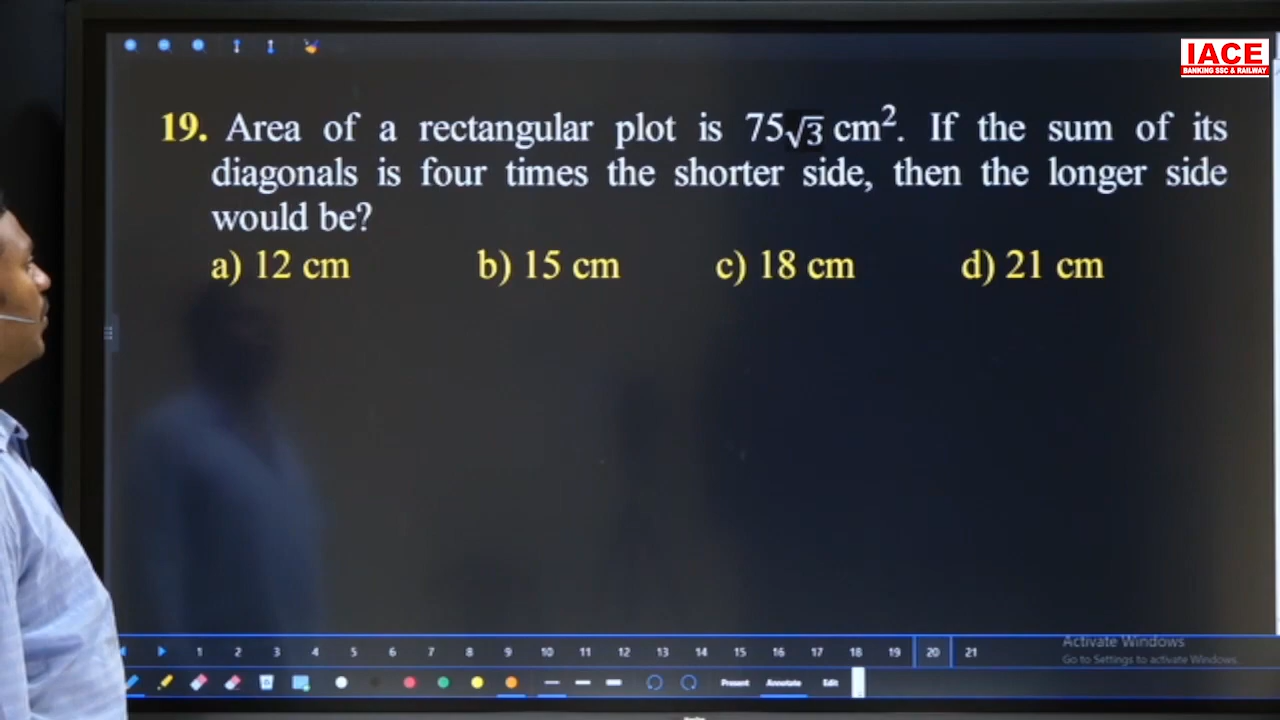 IACE
BANKING SSC & RAILWAY
19. Area of a rectangular plot is 75√3 cm². If the sum of its
diagonals is four times the shorter side, then the longer side
would be?
a) 12 cm b) 15 cm c) 18 cm d) 21 cm
Activate Windows
Go to Settings to activate Windows.
1 2 3 4 5 6 7 8 9 10 11 12 13 14 15 16 17 18 19 20 21
Present Annotate Edit